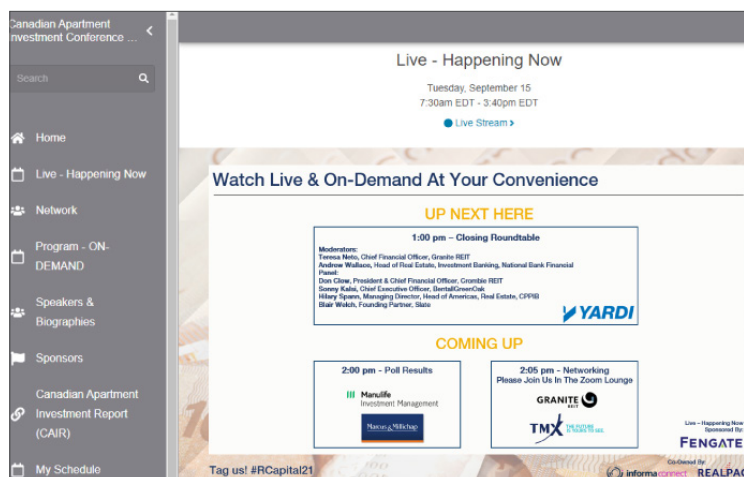 Canadian Apartment
Investment Conference ...
Search
Home
Live - Happening Now
Network
Program - ON-
DEMAND
Speakers &
Biographies
Sponsors
Canadian Apartment
Investment Report
(CAIR)
My Schedule
Live - Happening Now
Tuesday, September 15
7:30am EDT - 3:40pm EDT
Live Stream
Watch Live & On-Demand At Your Convenience
UP NEXT HERE
1:00 pm – Closing Roundtable
Moderators:
Teresa Neto, Chief Financial Officer, Granite REIT
Andrew Wallace, Head of Real Estate, Investment Banking, National Bank Financial
Panel:
Don Clow, President & Chief Financial Officer, Crombie REIT
Sonny Kalsi, Chief Executive Officer, BentallGreenOak
Hilary Spann, Managing Director, Head of Americas, Real Estate, CPPIB
Blair Welch, Founding Partner, Slate
YARDI
COMING UP
2:00 pm - Poll Results
Manulife
Investment Management
Marcus & Millichap
2:05 pm - Networking
Please Join Us In The Zoom Lounge
GRANITE
REIT
TMX THE FUTURE
IS YOURS TO SEE.
Live – Happening Now
Sponsored By:
FENGATE
Tag us! #RCapital21
Co-Owned By
informaconnect REALPAC